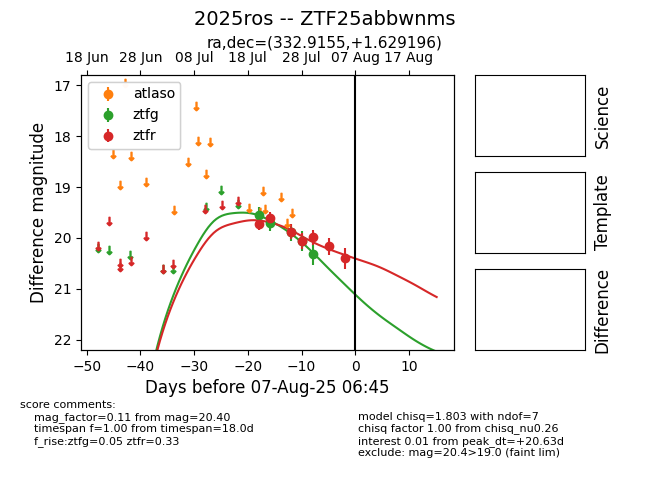 2025ros -- ZTF25abbwnms
ra,dec=(332.9155,+1.629196)
18 Jun 28 Jun 08 Jul 18 Jul 28 Jul 07 Aug 17 Aug
17
18
19
20
21
22
Difference magnitude
atlaso
ztfg
ztfr
−50 −40 −30 −20 −10 0 10
Days before 07-Aug-25 06:45
Science
Template
Difference
score comments:
mag_factor=0.11 from mag=20.40
timespan f=1.00 from timespan=18.0d
f_rise:ztfg=0.05 ztfr=0.33
model chisq=1.803 with ndof=7
chisq factor 1.00 from chisq_nu0.26
interest 0.01 from peak_dt=+20.63d
exclude: mag=20.4>19.0 (faint lim)